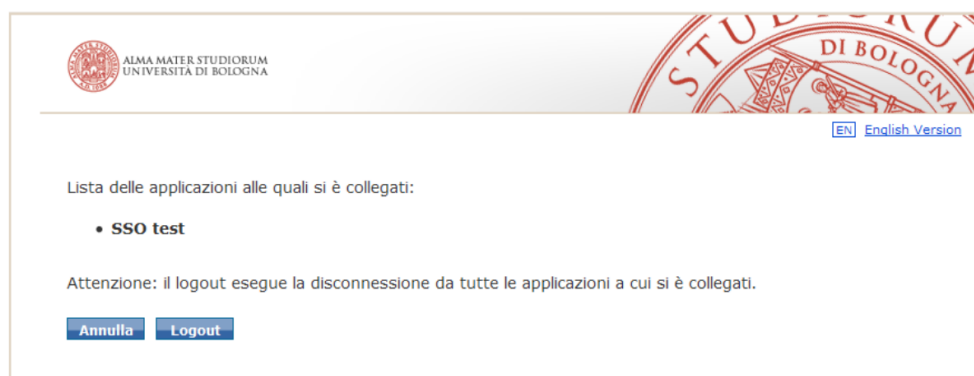 ALMA MATER STUDIORUM
UNIVERSITÀ DI BOLOGNA
STUDIORUM
DI BOLOGNA
EN English Version
Lista delle applicazioni alle quali si è collegati:
• SSO test
Attenzione: il logout esegue la disconnessione da tutte le applicazioni a cui si è collegati.
Annulla Logout